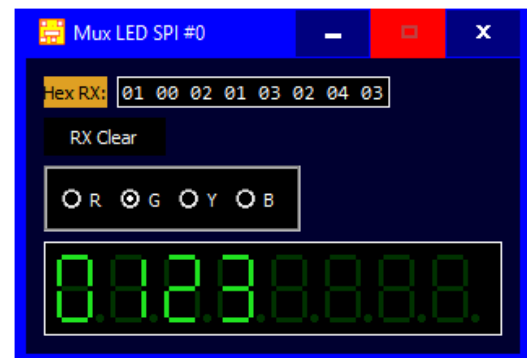 Mux LED SPI #0
Hex RX: 01 00 02 01 03 02 04 03
RX Clear
R G Y B
0123